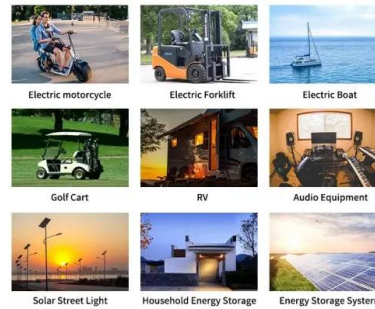 Electric motorcycle
Electric Forklift
Electric Boat
Golf Cart
RV
Audio Equipment
Solar Street Light
Household Energy Storage
Energy Storage System